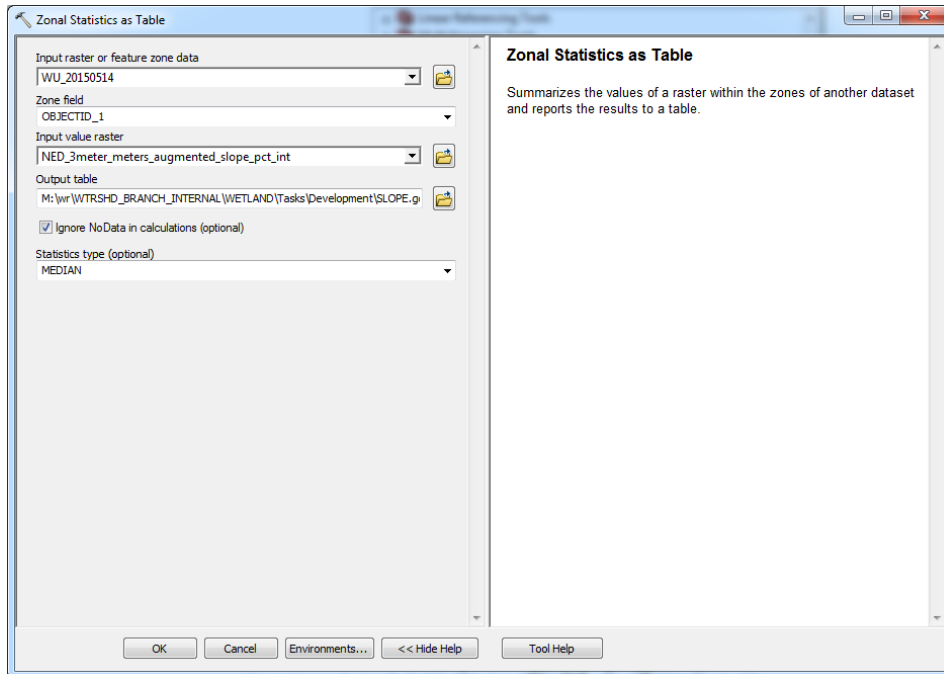 Zonal Statistics as Table
Linear Referencing Tools
Input raster or feature zone data
WU_20150514
Zone field
OBJECTID_1
Input value raster
NED_3meter_meters_augmented_slope_pct_int
Output table
M:\wr\WTRSHD_BRANCH_INTERNAL\WETLAND\Tasks\Development\SLOPE.g
Ignore NoData in calculations (optional)
Statistics type (optional)
MEDIAN
Zonal Statistics as Table
Summarizes the values of a raster within the zones of another dataset
and reports the results to a table.
OK
Cancel
Environments...
<< Hide Help
Tool Help